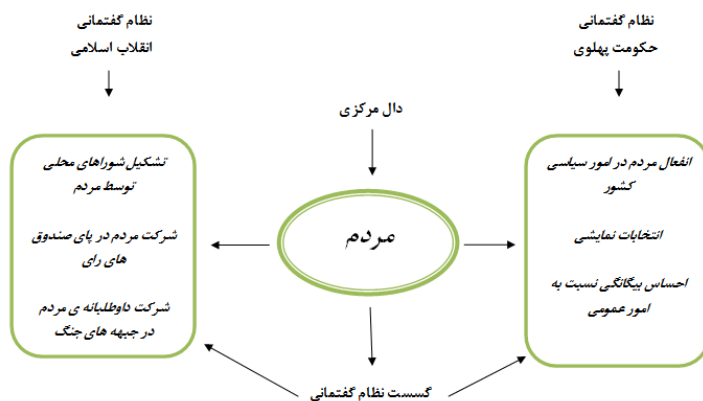 نظام گفتمانی
حکومت پهلوی
نظام گفتمانی
انقلاب اسلامی
دال مرکزی
انفعال مردم در امور سیاسی
کشور
انتخابات نمایشی
احساس بیگانگی نسبت به
امور عمومی
مردم
تشکیل شوراهای محلی
توسط مردم
شرکت مردم در پای صندوق
های رای
شرکت داوطلبانه ی مردم
در جبهه های جنگ
گسست نظام گفتمانی